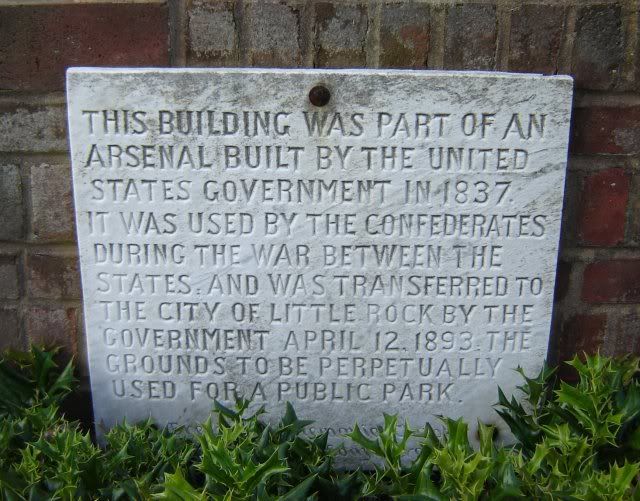 THIS BUILDING WAS PART OF AN
ARSENAL BUILT BY THE UNITED
STATES GOVERNMENT IN 1837.
IT WAS USED BY THE CONFEDERATES
DURING THE WAR BETWEEN THE
STATES. AND WAS TRANSFERRED TO
THE CITY OF LITTLE ROCK BY THE
GOVERNMENT APRIL 12. 1893. THE
GROUNDS TO BE PERPETUALLY
USED FOR A PUBLIC PARK.